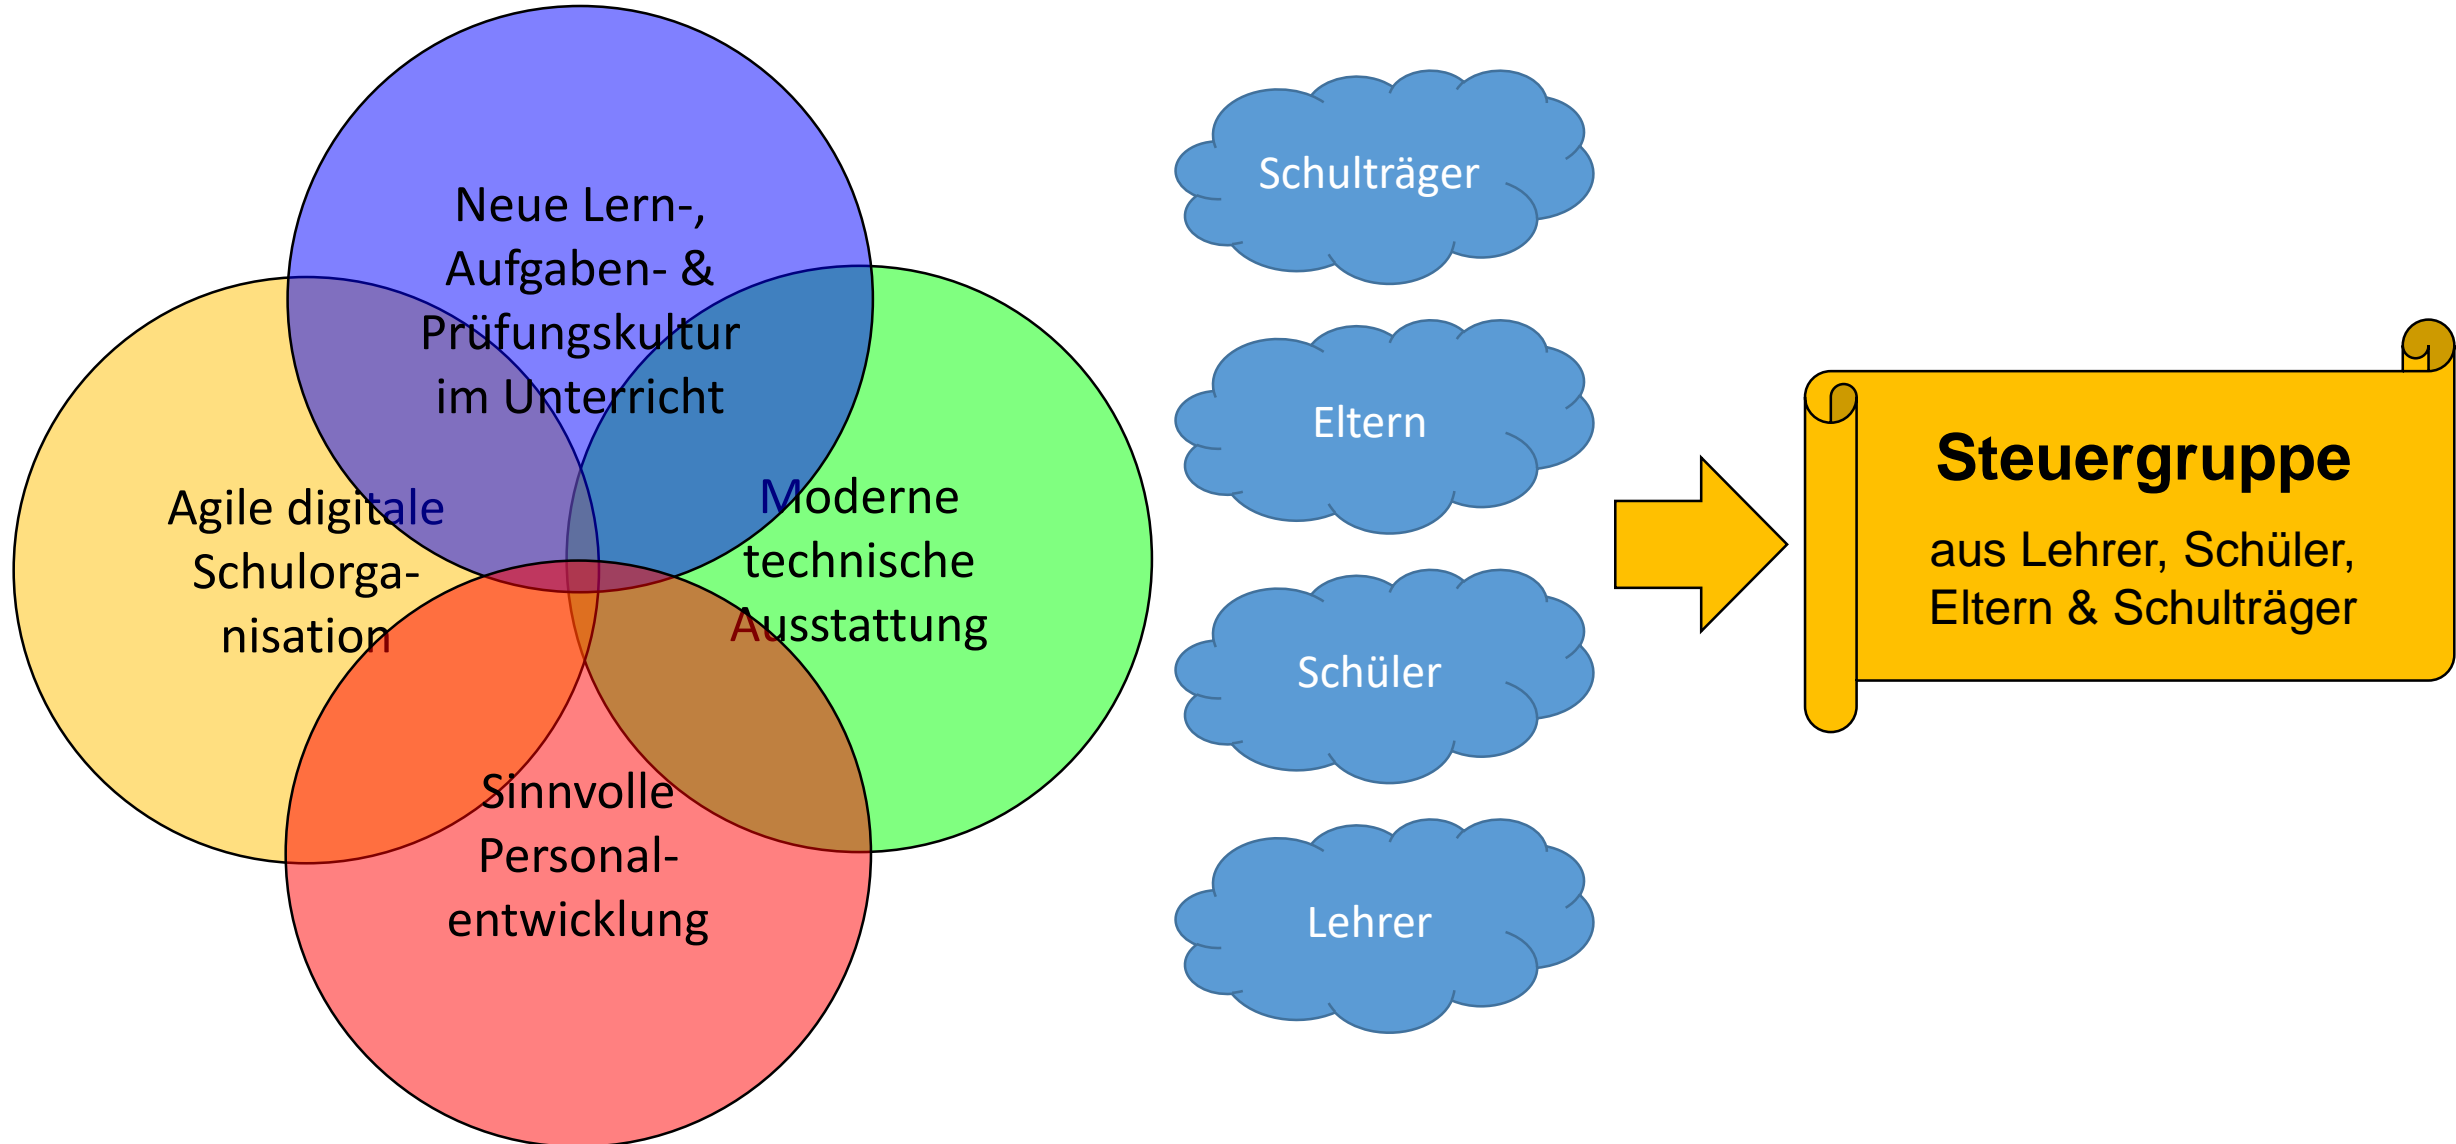 Neue Lern-,
Aufgaben- &
Prüfungskultur
im Unterricht
Agile digitale
Schulorga-
nisation
Moderne
technische
Ausstattung
Sinnvolle
Personal-
entwicklung
Schulträger
Eltern
Schüler
Lehrer
Steuergruppe
aus Lehrer, Schüler,
Eltern & Schulträger